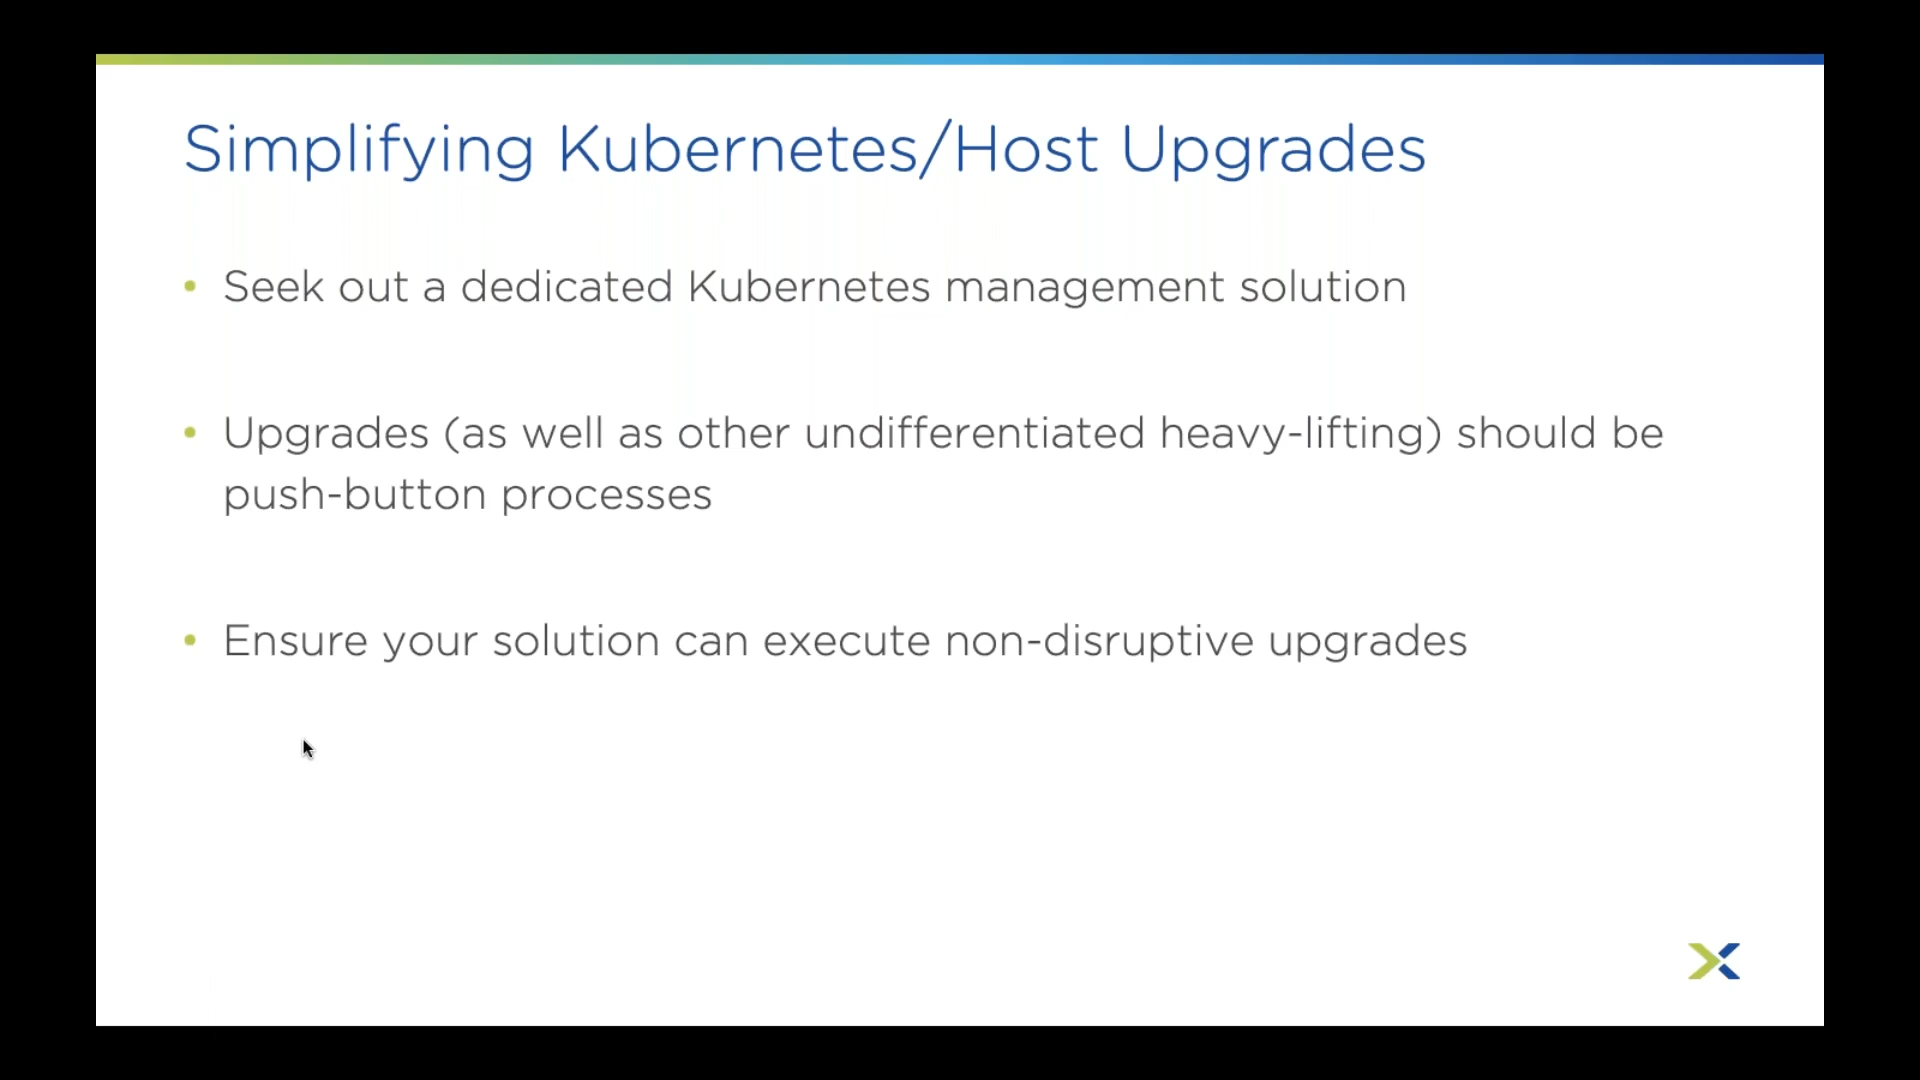 Simplifying Kubernetes/Host Upgrades
• Seek out a dedicated Kubernetes management solution
• Upgrades (as well as other undifferentiated heavy-lifting) should be
push-button processes
• Ensure your solution can execute non-disruptive upgrades